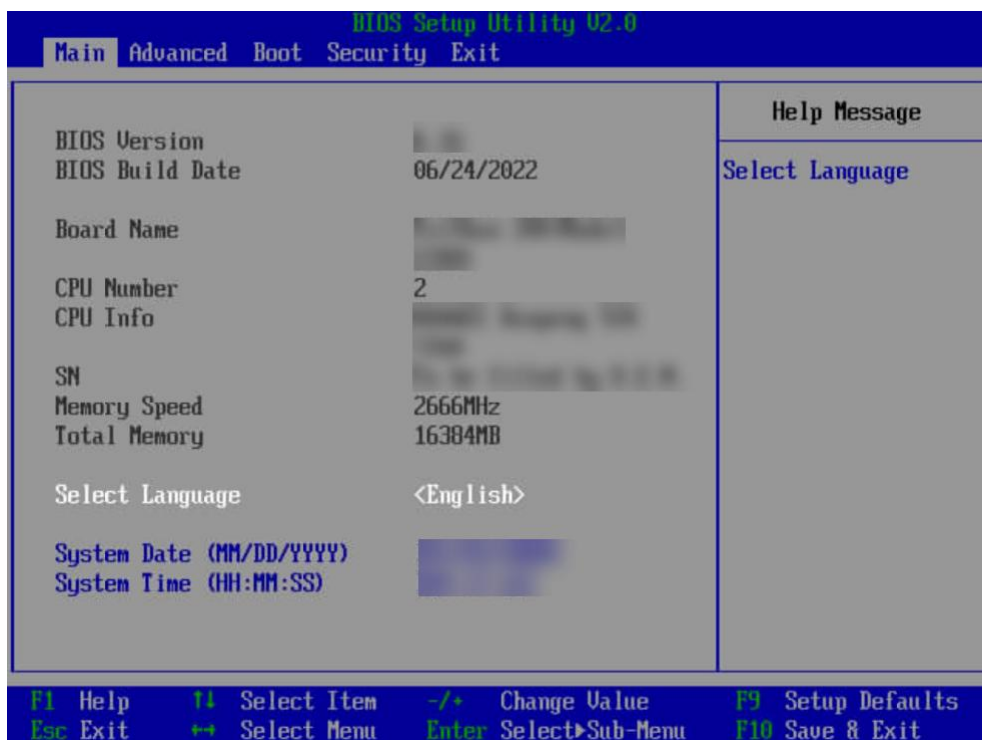 BIOS Setup Utility V2.0
Main Advanced Boot Security Exit
Help Message
Select Language
BIOS Version
BIOS Build Date 06/24/2022
Board Name
CPU Number 2
CPU Info
SN
Memory Speed 2666MHz
Total Memory 16384MB
Select Language <English>
System Date (MM/DD/YYYY)
System Time (HH:MM:SS)
F1 Help ↑↓ Select Item -/+ Change Value F9 Setup Defaults
Esc Exit ←→ Select Menu Enter Select▶Sub-Menu F10 Save & Exit